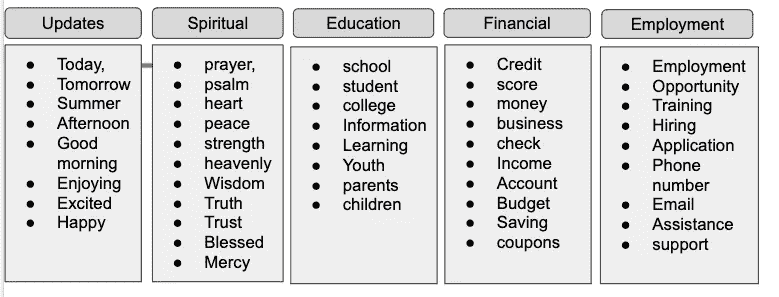 Updates
Today,
Tomorrow
Summer
Afternoon
Good
morning
Enjoying
Excited
Happy
Spiritual
prayer,
psalm
heart
peace
strength
heavenly
Wisdom
Truth
Trust
Blessed
Mercy
Education
school
student
college
Information
Learning
Youth
parents
children
Financial
Credit
score
money
business
check
Income
Account
Budget
Saving
coupons
Employment
Employment
Opportunity
Training
Hiring
Application
Phone
number
Email
Assistance
support